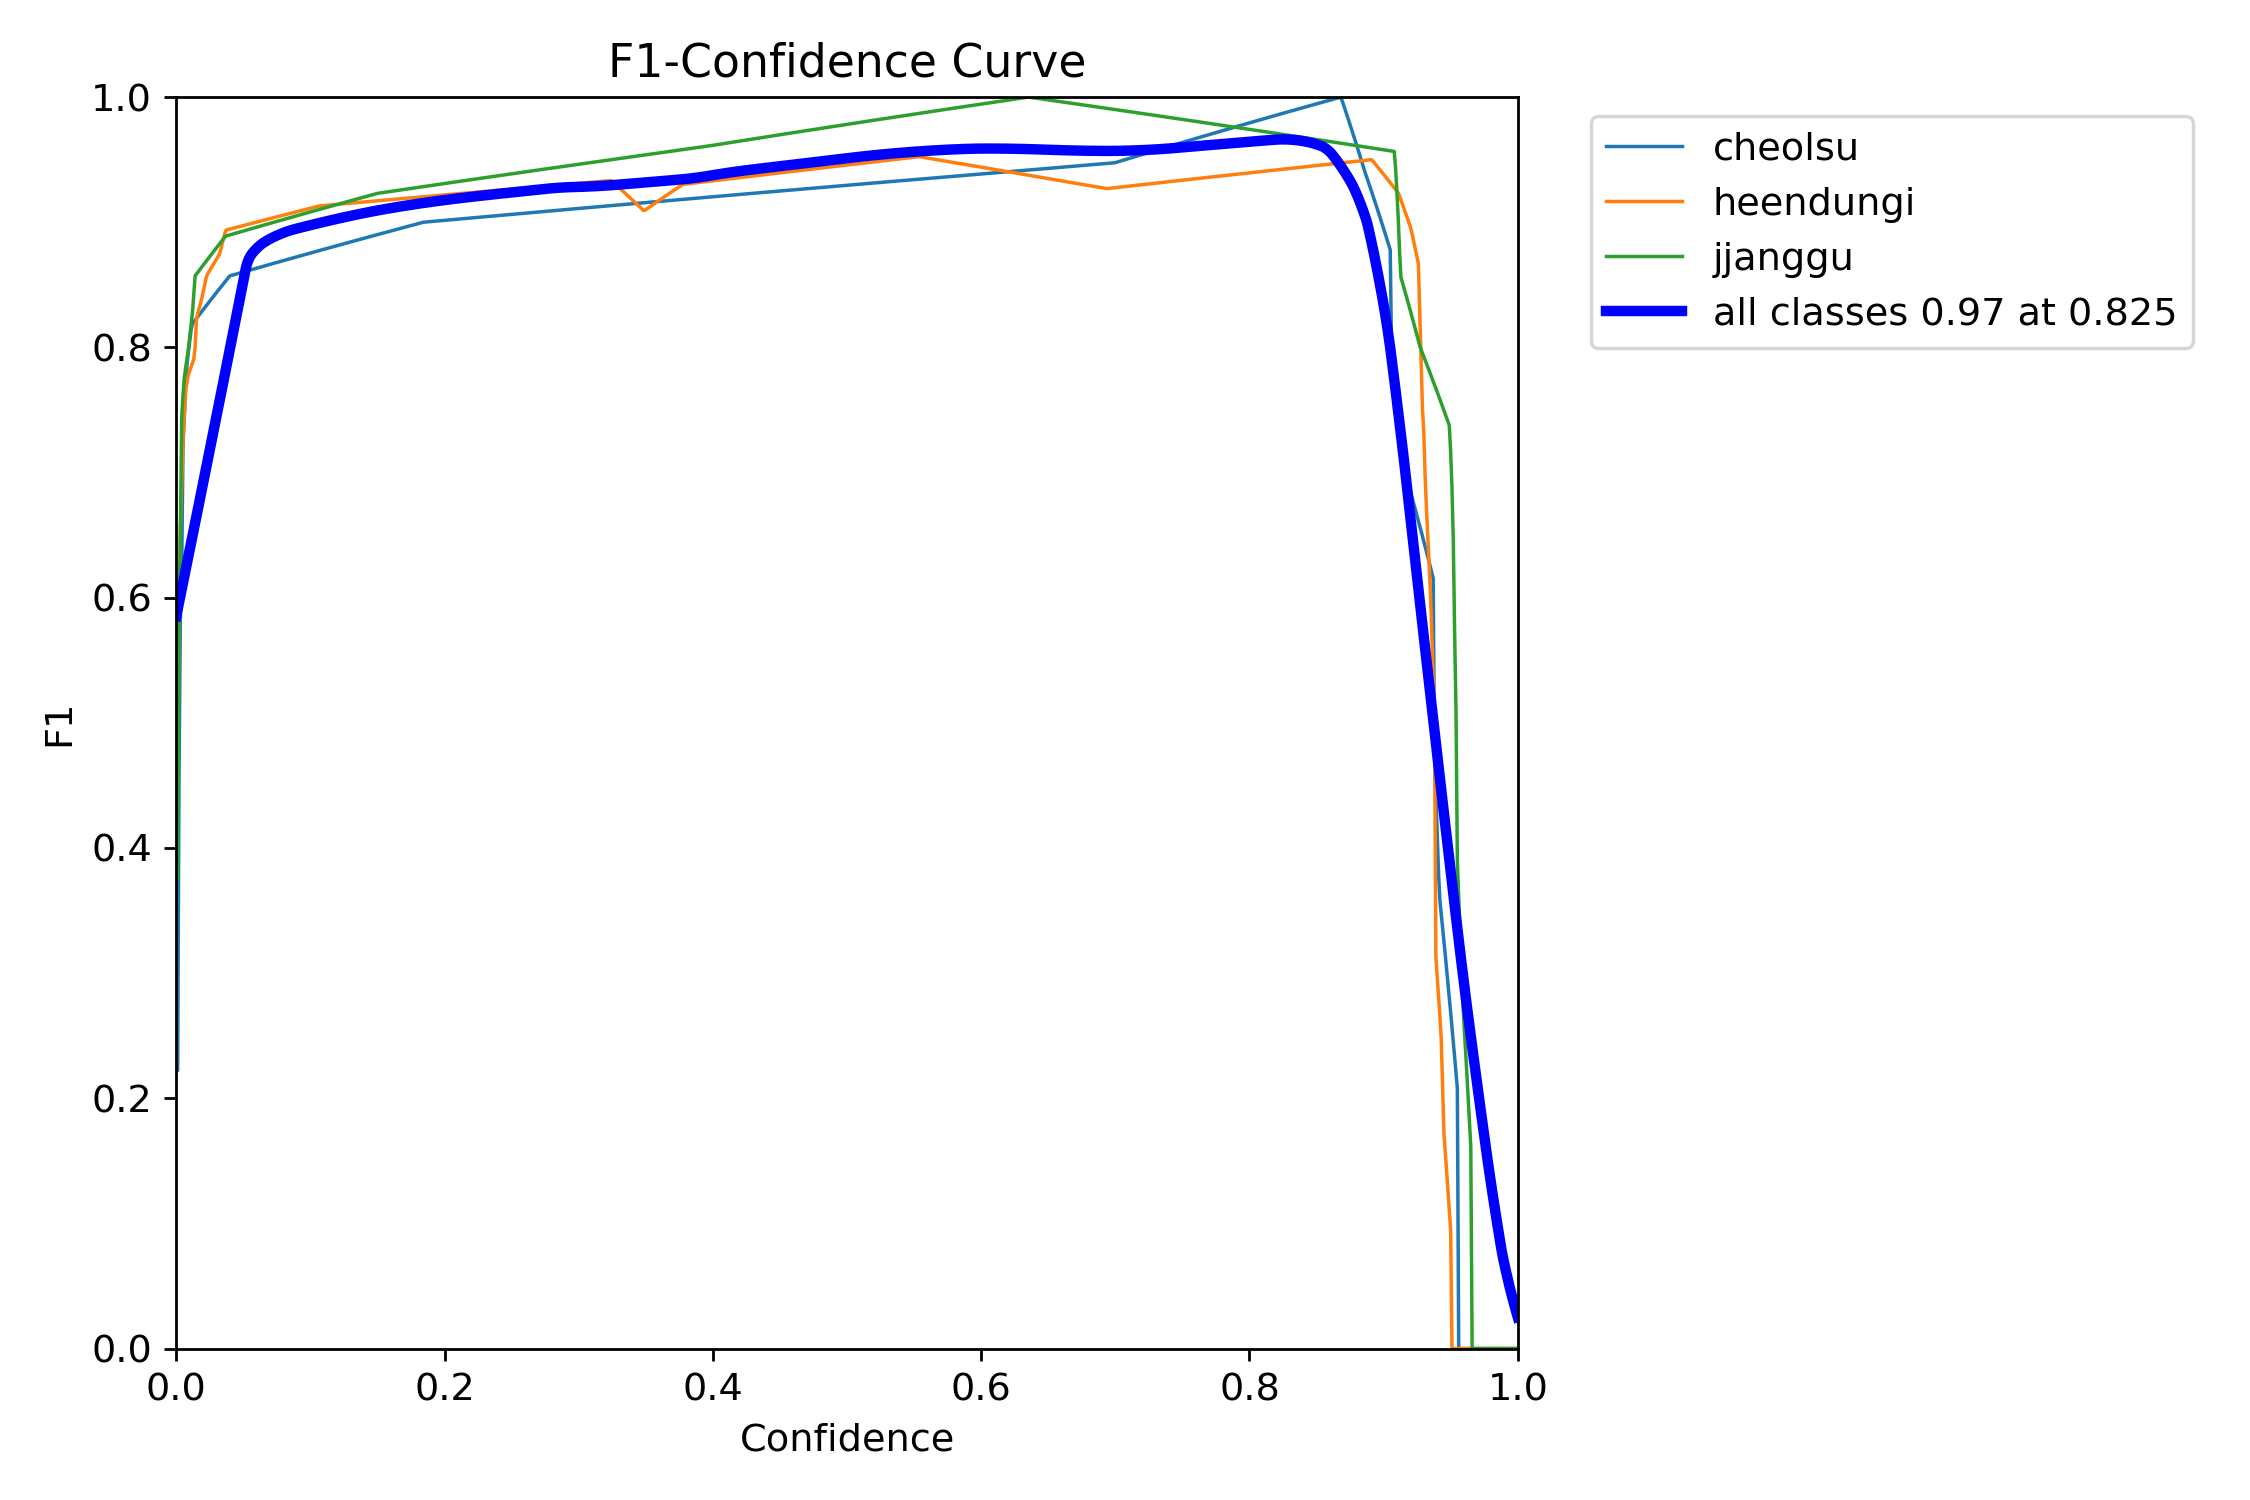 F1-Confidence Curve
1.0
0.8
0.6
0.4
0.2
0.0
F1
0.0 0.2 0.4 0.6 0.8 1.0
Confidence
cheolsu
heendungi
jjanggu
all classes 0.97 at 0.825